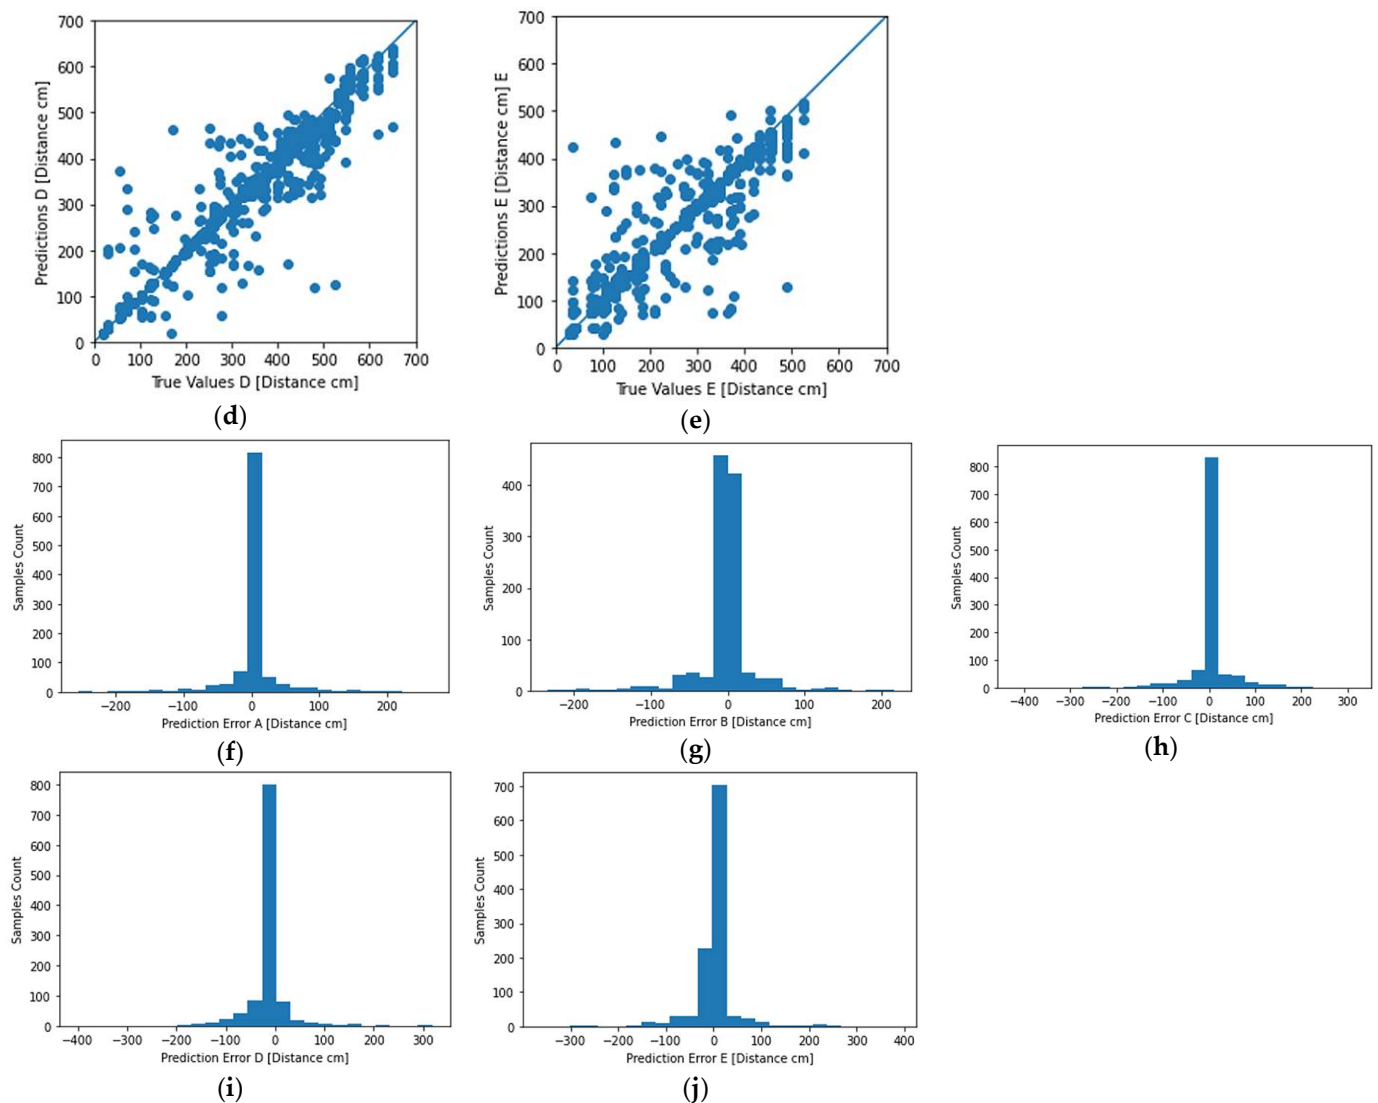 700
600
500
400
300
200
100
0
Predictions D [Distance cm]
0 100 200 300 400 500 600 700
True Values D [Distance cm]
(d)
700
600
500
400
300
200
100
0
Predictions E [Distance cm] E
0 100 200 300 400 500 600 700
True Values E [Distance cm]
(e)
800
700
600
500
400
300
200
100
0
Samples Count
−200 −100 0 100 200
Prediction Error A [Distance cm]
(f)
400
300
200
100
0
Samples Count
−200 −100 0 100 200
Prediction Error B [Distance cm]
(g)
800
700
600
500
400
300
200
100
0
Samples Count
−400 −300 −200 −100 0 100 200 300
Prediction Error C [Distance cm]
(h)
800
700
600
500
400
300
200
100
0
Samples Count
−400 −300 −200 −100 0 100 200 300
Prediction Error D [Distance cm]
(i)
700
600
500
400
300
200
100
0
Samples Count
−300 −200 −100 0 100 200 300 400
Prediction Error E [Distance cm]
(j)